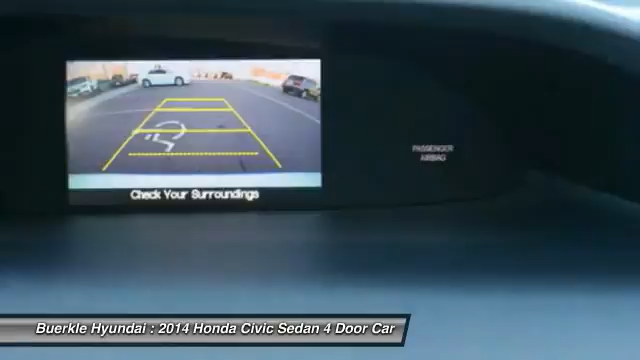 Check Your Surroundings
PASSENGER
AIRBAG
Buerkle Hyundai : 2014 Honda Civic Sedan 4 Door Car